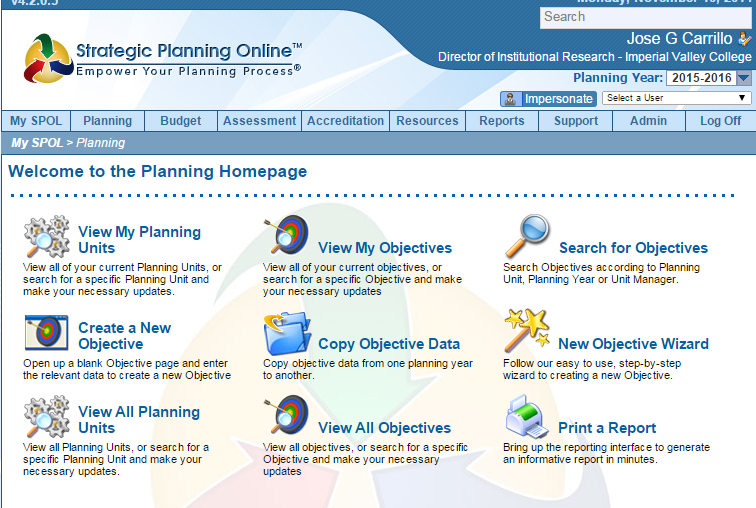 v4.2.0.5
Search
Jose G Carrillo
Strategic Planning Online™
Empower Your Planning Process®
Director of Institutional Research - Imperial Valley College
Planning Year: 2015-2016
Impersonate Select a User
My SPOL Planning Budget Assessment Accreditation Resources Reports Support Admin Log Off
My SPOL > Planning
Welcome to the Planning Homepage
View My Planning
Units
View all of your current Planning Units, or
search for a specific Planning Unit and
make your necessary updates.
View My Objectives
View all of your current objectives, or
search for a specific Objective and make
your necessary updates
Search for Objectives
Search Objectives according to Planning
Unit, Planning Year or Unit Manager.
Create a New
Objective
Open up a blank Objective page and enter
the relevant data to create a new Objective
Copy Objective Data
Copy objective data from one planning year
to another.
New Objective Wizard
Follow our easy to use, step-by-step
wizard to creating a new Objective.
View All Planning
Units
View all Planning Units, or search for a
specific Planning Unit and make your
necessary updates.
View All Objectives
View all objectives, or search for a specific
Objective and make your necessary
updates
Print a Report
Bring up the reporting interface to generate
an informative report in minutes.